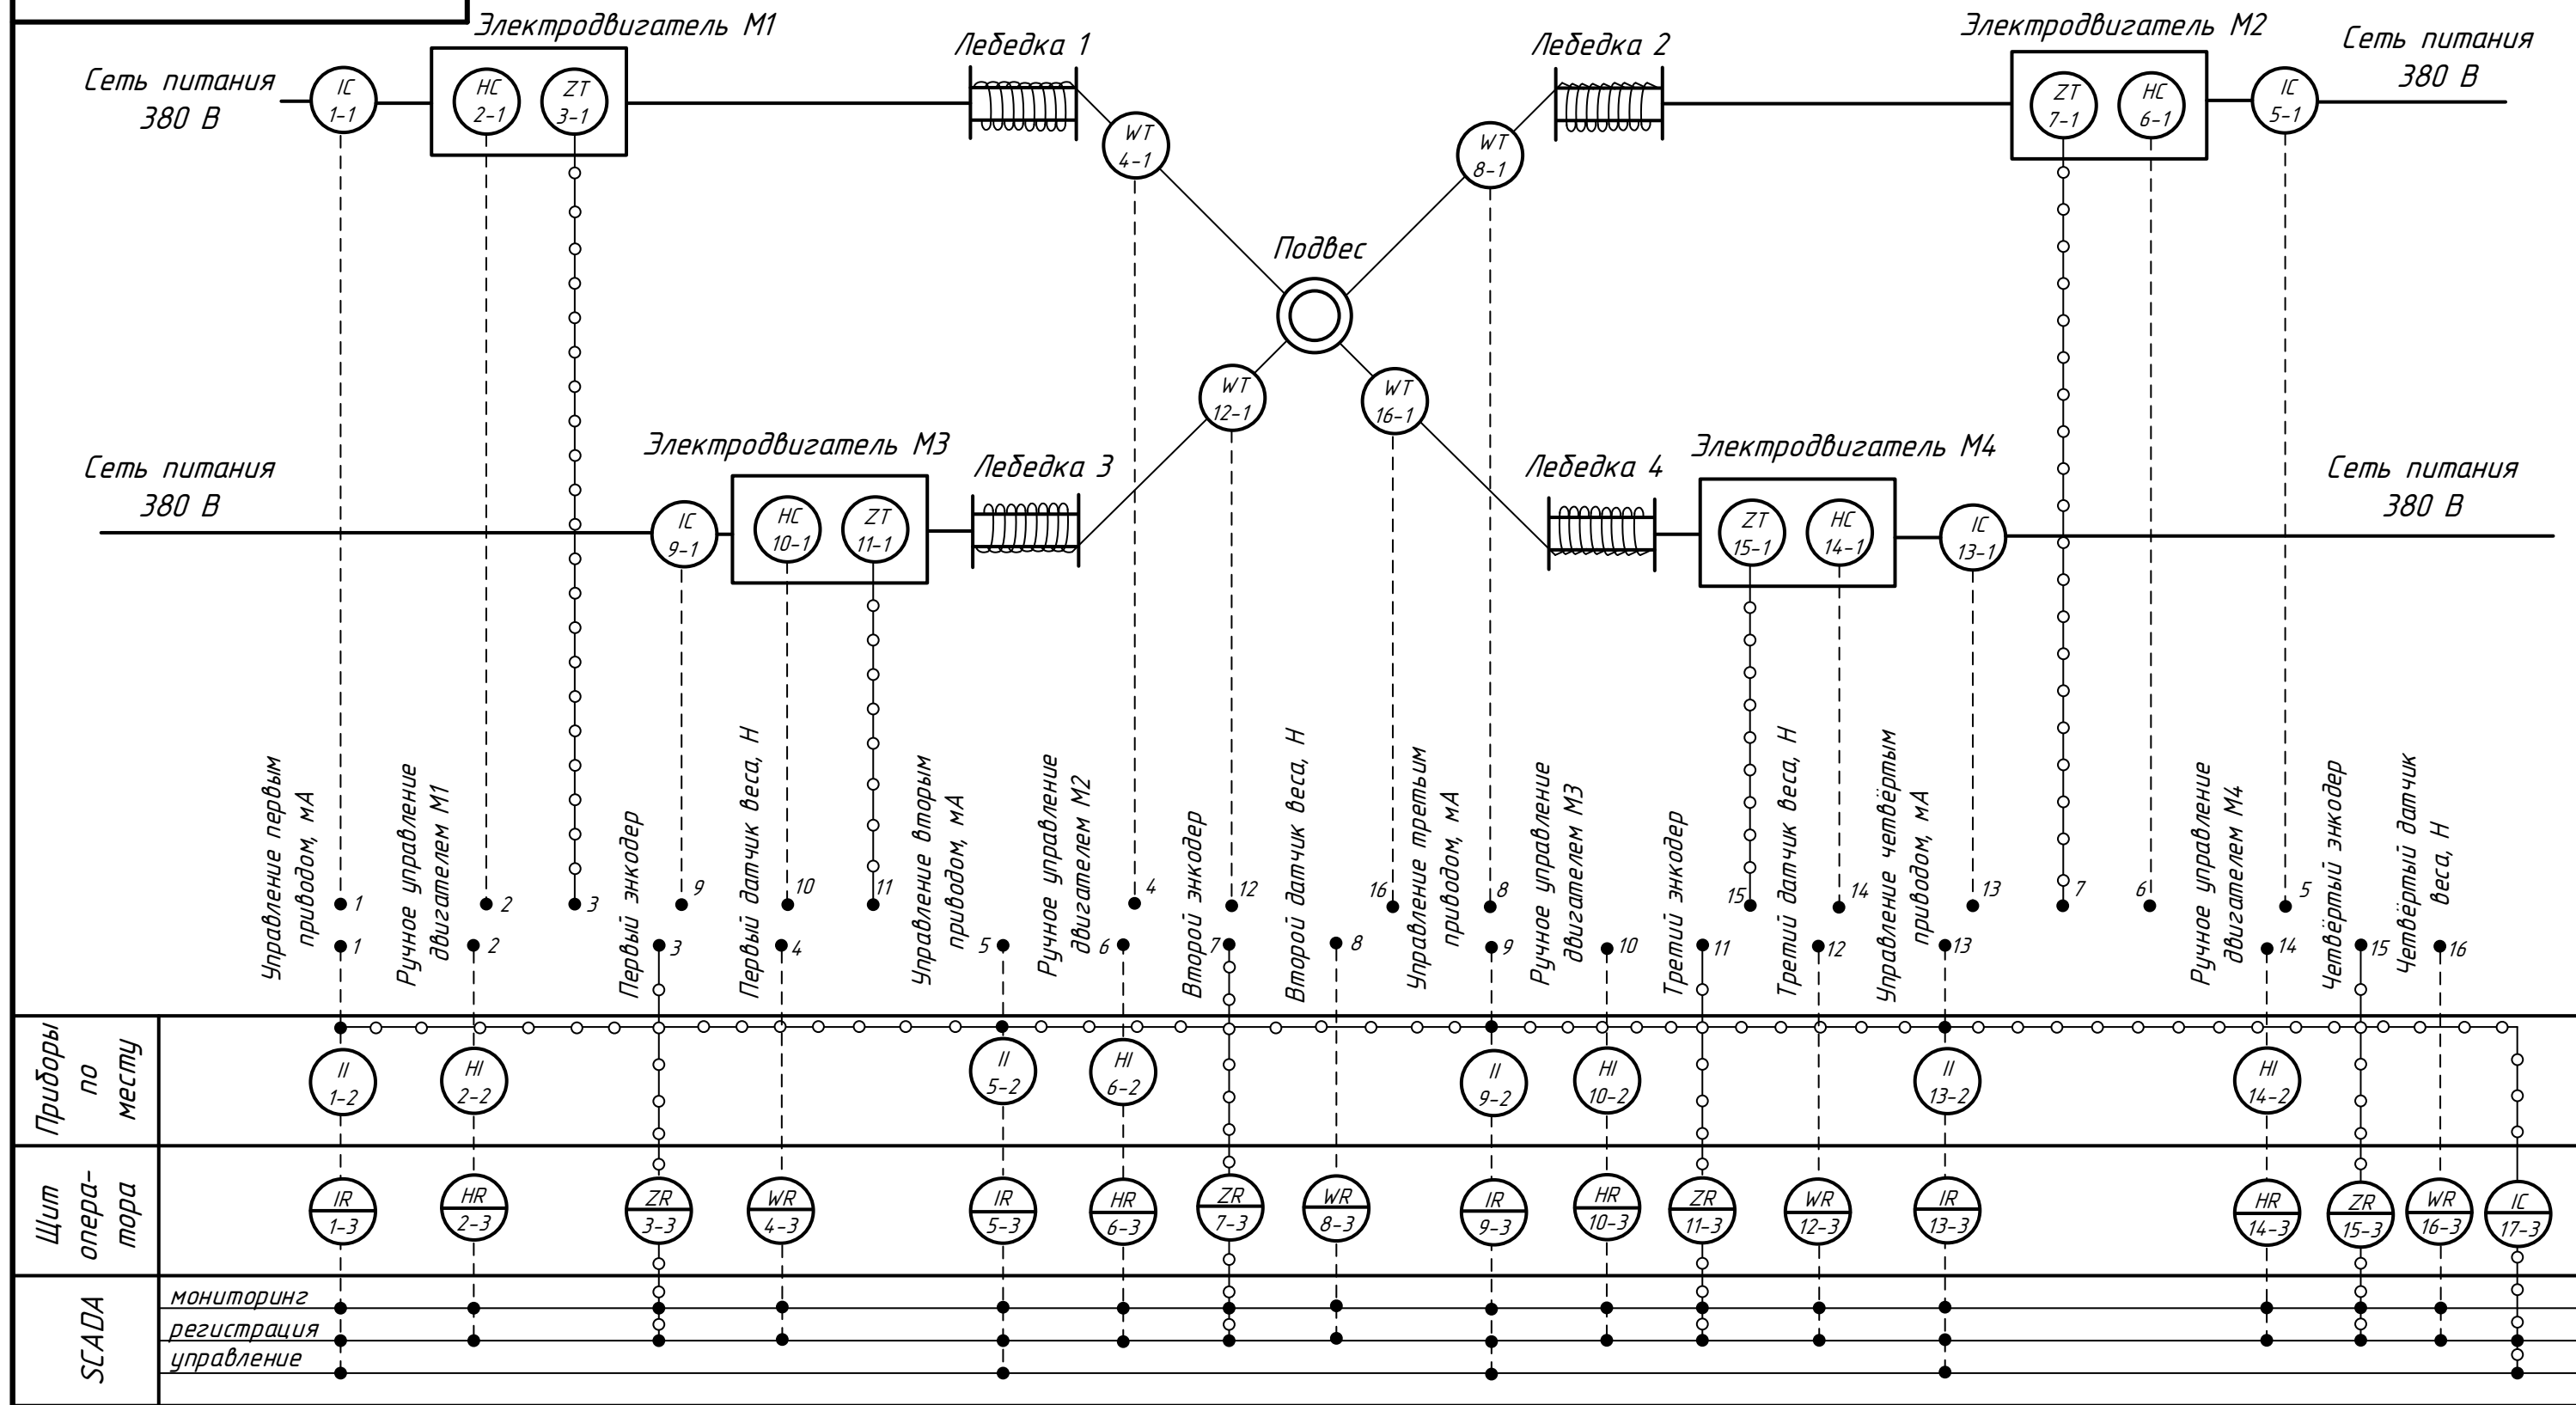 Электродвигатель М1
Лебедка 1
Лебедка 2
Электродвигатель М2
Сеть питания
380 В
IC
1-1
HC
2-1
ZT
3-1
WT
4-1
WT
8-1
ZT
7-1
HC
6-1
IC
5-1
Сеть питания
380 В
Подвес
WT
12-1
WT
16-1
Сеть питания
380 В
Электродвигатель М3
IC
9-1
HC
10-1
ZT
11-1
Лебедка 3
Лебедка 4
Электродвигатель М4
ZT
15-1
HC
14-1
IC
13-1
Сеть питания
380 В
1
2
3
9
10
11
4
12
16
8
15
14
13
7
6
5
Управление первым
приводом, мА
Ручное управление
двигателем М1
Первый энкодер
Первый датчик веса, Н
Управление вторым
приводом, мА
Ручное управление
двигателем М2
Второй энкодер
Второй датчик веса, Н
Управление третьим
приводом, мА
Ручное управление
двигателем М3
Третий энкодер
Третий датчик веса, Н
Управление четвёртым
приводом, мА
Ручное управление
двигателем М4
Четвёртый энкодер
Четвёртый датчик
веса, Н
1
2
3
4
5
6
7
8
9
10
11
12
13
14
15
16
Приборы
по
месту
II
1-2
HI
2-2
II
5-2
HI
6-2
II
9-2
HI
10-2
II
13-2
HI
14-2
Щит
опера-
тора
IR
1-3
HR
2-3
ZR
3-3
WR
4-3
IR
5-3
HR
6-3
ZR
7-3
WR
8-3
IR
9-3
HR
10-3
ZR
11-3
WR
12-3
IR
13-3
HR
14-3
ZR
15-3
WR
16-3
IC
17-3
SCADA
мониторинг
регистрация
управление